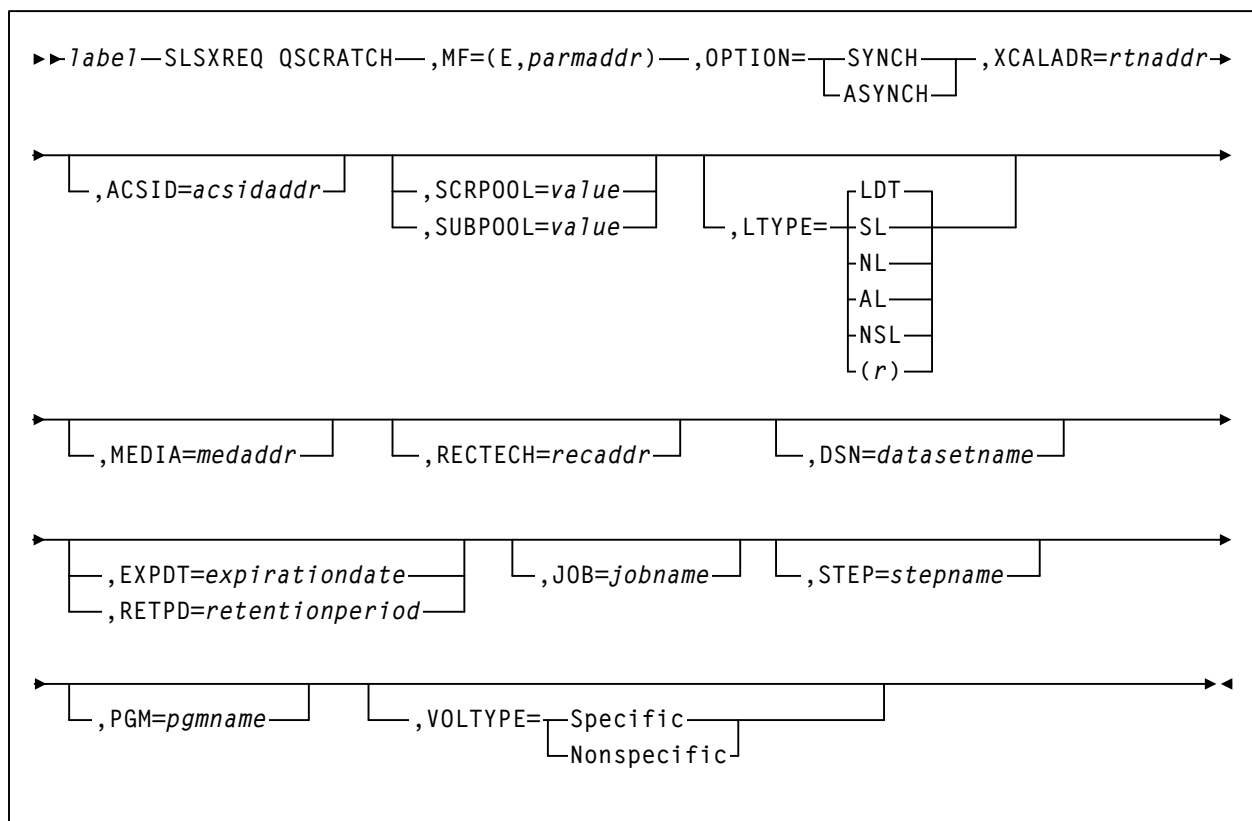 label SLSXREQ QSCRATCH ,MF=(E,parmaddr) ,OPTION= SYNCH ,XCALADR=rtnaddr
ASYNCH
,ACSID=acsidaddr ,SCRPOOL=value LDT
,SUBPOOL=value ,LTYPE= SL
NL
AL
NSL
(r)
,MEDIA=medaddr ,RECTECH=recaddr ,DSN=datasetname
,EXPDT=expirationdate ,JOB=jobname ,STEP=stepname
,RETPD=retentionperiod
,PGM=pgmname ,VOLTYPE= Specific
Nonspecific